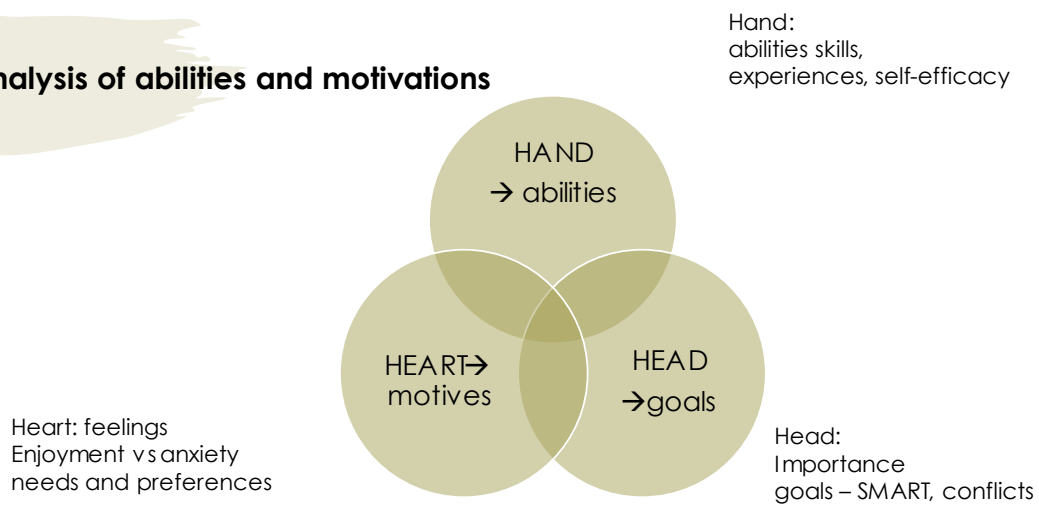 nalysis of abilities and motivations
Hand:
abilities skills,
experiences, self-efficacy
HAND
→ abilities
HEART→
motives
HEAD
→goals
Heart: feelings
Enjoyment vs anxiety
needs and preferences
Head:
Importance
goals – SMART, conflicts